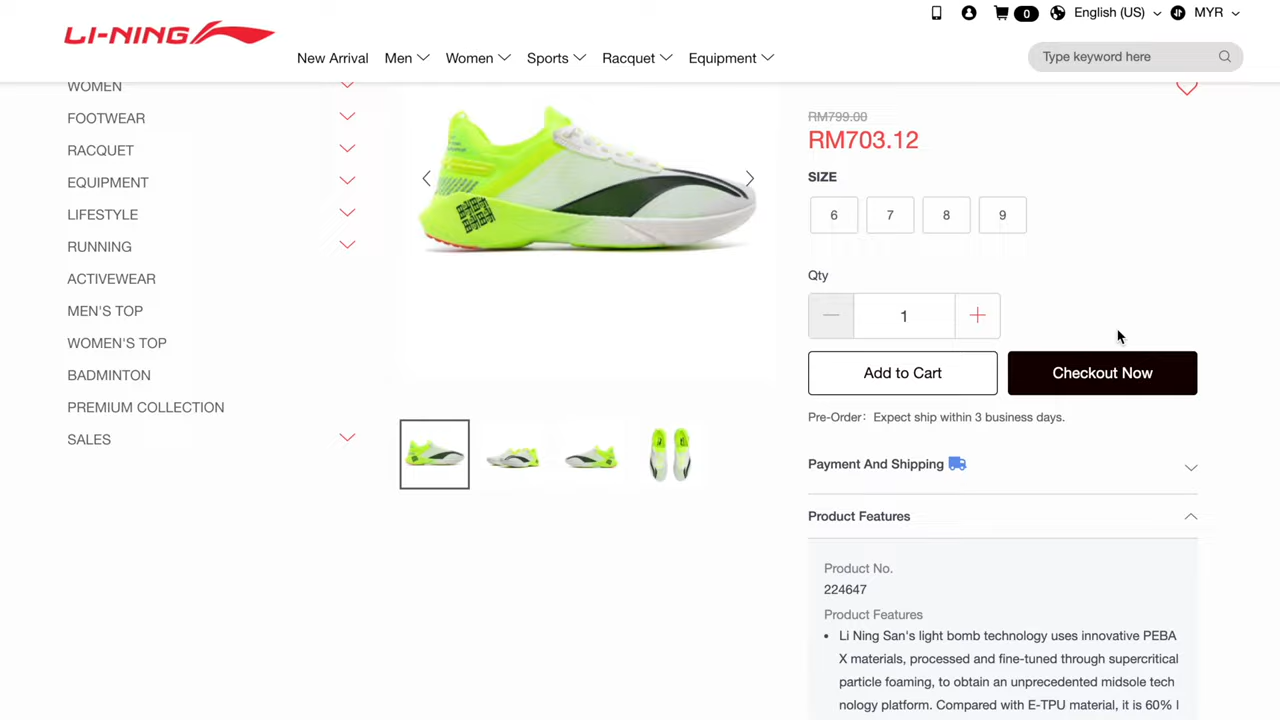 LI-NING
0
English (US)
MYR
New Arrival
Men
Women
Sports
Racquet
Equipment
Type keyword here
WOMEN
FOOTWEAR
RACQUET
EQUIPMENT
LIFESTYLE
RUNNING
ACTIVEWEAR
MEN'S TOP
WOMEN'S TOP
BADMINTON
PREMIUM COLLECTION
SALES
RM799.00
RM703.12
SIZE
6
7
8
9
Qty
1
Add to Cart
Checkout Now
Pre-Order: Expect ship within 3 business days.
Payment And Shipping
Product Features
Product No.
224647
Product Features
• Li Ning San's light bomb technology uses innovative PEBA
X materials, processed and fine-tuned through supercritical
particle foaming, to obtain an unprecedented midsole tech
nology platform. Compared with E-TPU material, it is 60% l